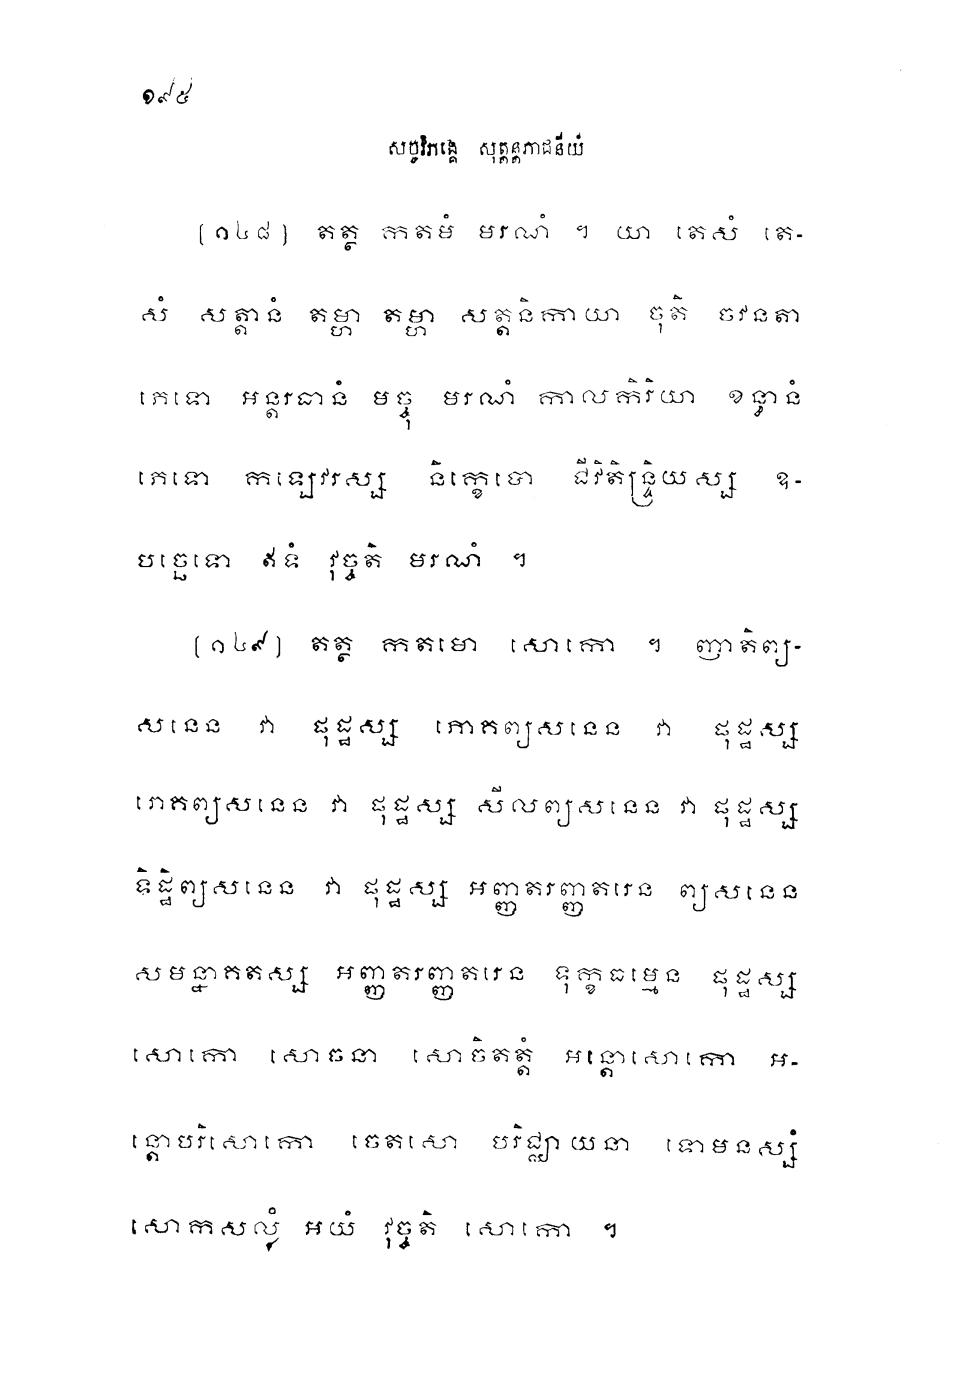 ១៩៥
សច្ចវិភង្គេ សុត្តន្តភាជនីយំ
[១៤៨] តត្ថ កតមំ មរណំ ។ យា តេសំ តេ-
សំ សត្តានំ តម្ហា តម្ហា សត្តនិកាយា ចុតិ ចវនតា
ភេទោ អន្តរធានំ មច្ចុ មរណំ កាលកិរិយា ខន្ធានំ
ភេទោ កឡេវរស្ស និក្ខេបោ ជីវិតិន្ទ្រិយស្ស ឧ-
បច្ឆេទោ ឥទំ វុច្ចតិ មរណំ ។
[១៤៩] តត្ថ កតមោ សោកោ ។ ញាតិព្យ-
សនេន វា ផុដ្ឋស្ស ភោគព្យសនេន វា ផុដ្ឋស្ស
រោគព្យសនេន វា ផុដ្ឋស្ស សីលព្យសនេន វា ផុដ្ឋស្ស
ទិដ្ឋិព្យសនេន វា ផុដ្ឋស្ស អញ្ញតរញ្ញតរេន ព្យសនេន
សមន្នាគតស្ស អញ្ញតរញ្ញតរេន ទុក្ខធម្មេន ផុដ្ឋស្ស
សោកោ សោចនា សោចិតត្តំ អន្តោសោកោ អ-
ន្តោបរិសោកោ ចេតសោ បរិជ្ឈាយនា ទោមនស្សំ
សោកសល្លំ អយំ វុច្ចតិ សោកោ ។